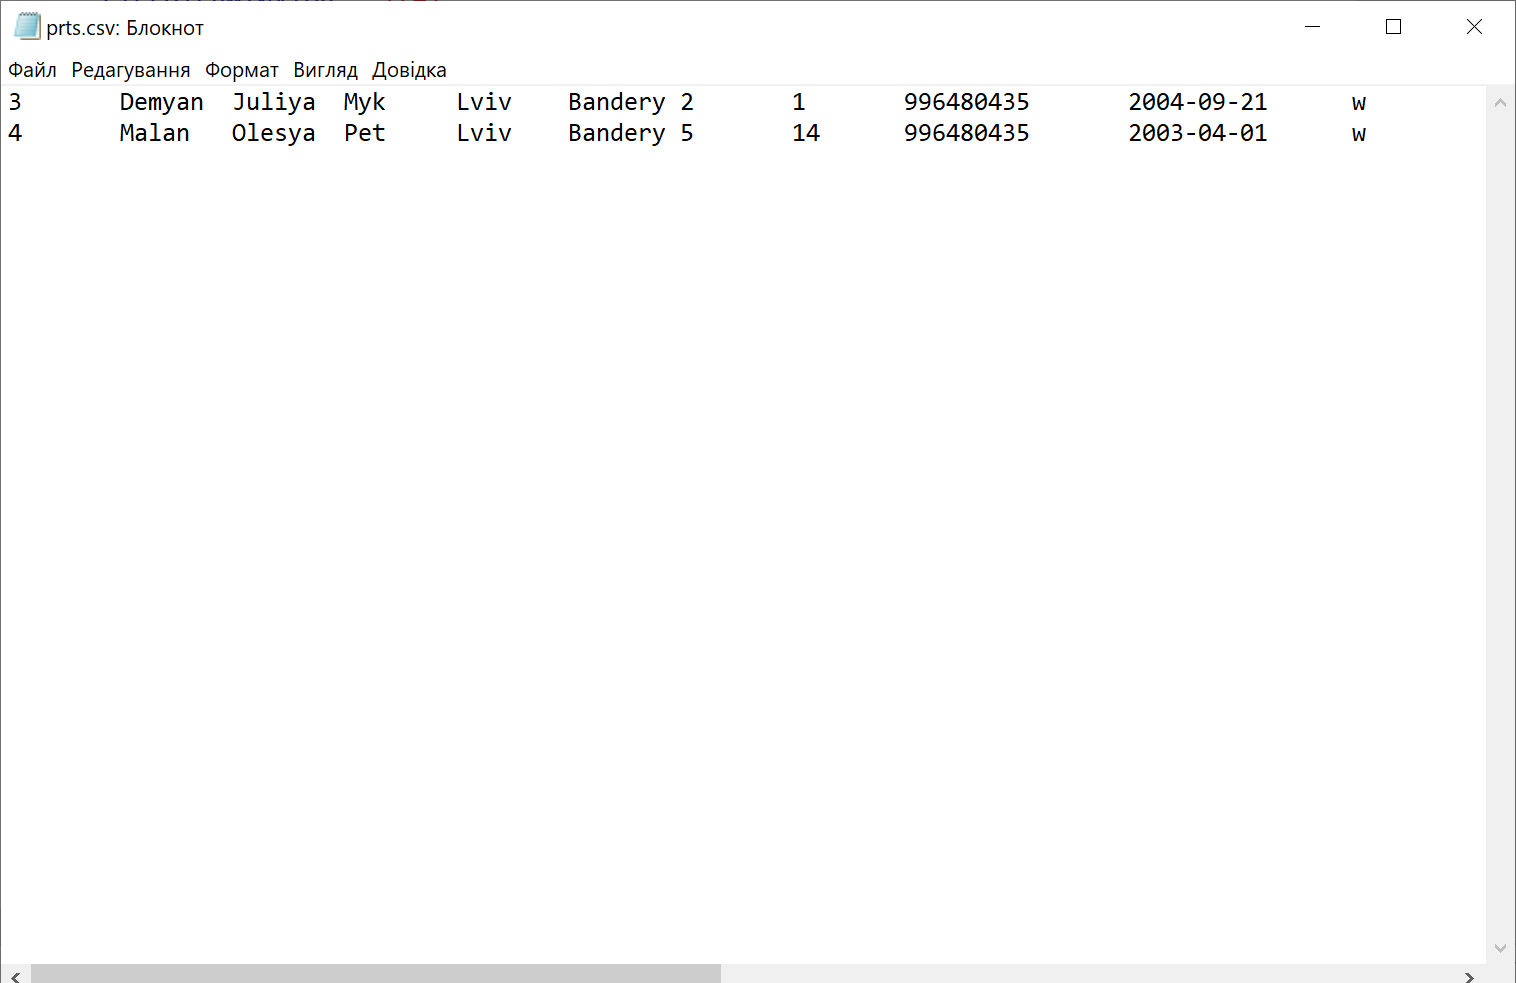 prts.csv: Блокнот
Файл Редагування Формат Вигляд Довідка
3 Demyan Juliya Myk Lviv Bandery 2 1 996480435 2004-09-21 w
4 Malan Olesya Pet Lviv Bandery 5 14 996480435 2003-04-01 w